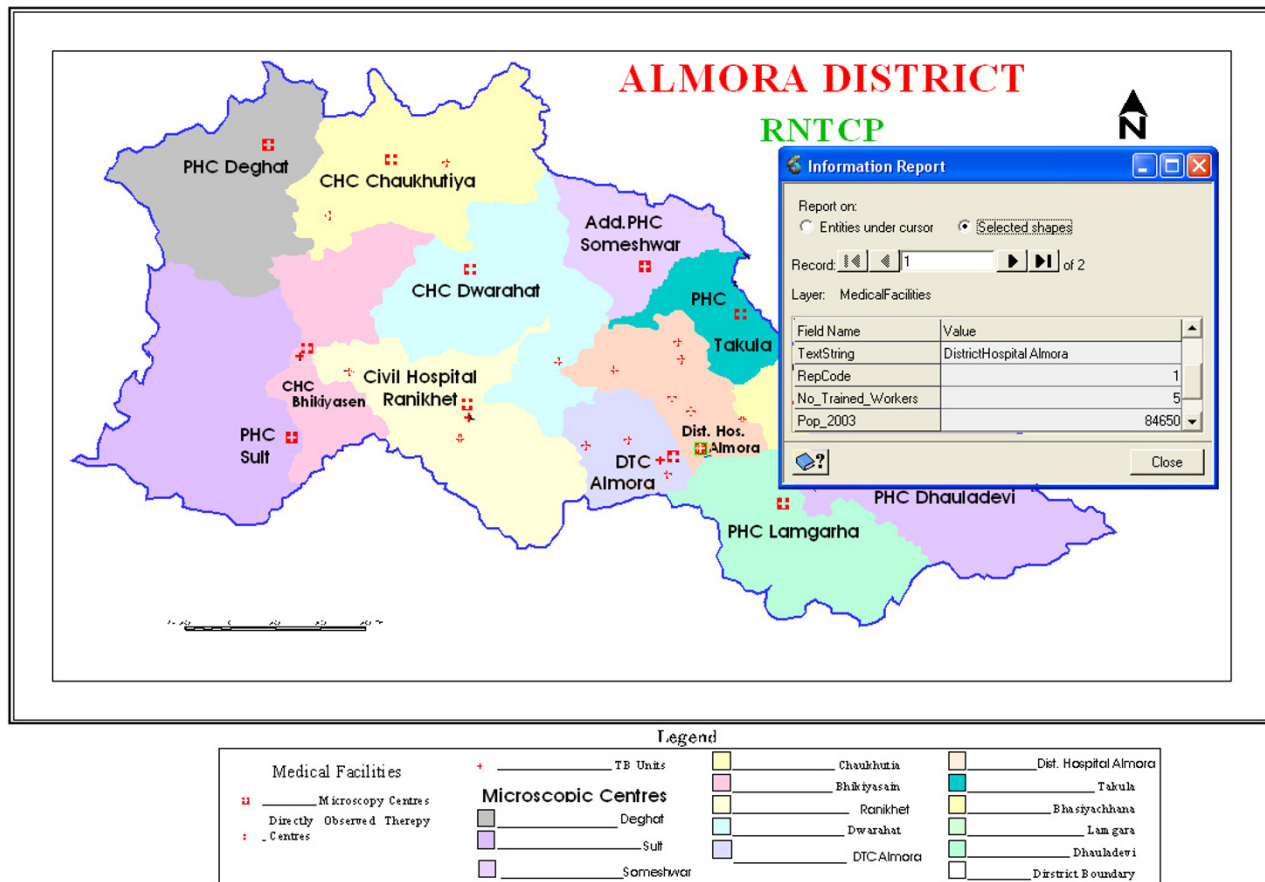 ALMORA DISTRICT
RNTCP
N
PHC Deghat
CHC Chaukhutiya
Add.PHC
Someshwar
CHC Dwarahat
PHC
Takula
CHC
Bhikiyasen
Civil Hospital
Ranikhet
PHC
Sult
Dist. Hos.
Almora
DTC
Almora
PHC Lamgarha
PHC Dhauladevi
Information Report
Report on:
Entities under cursor
Selected shapes
Record:
1
of 2
Layer: MedicalFacilities
Field Name Value
TextString DistrictHospital Almora
RepCode 1
No_Trained_Workers 5
Pop_2003 84650
Close
Legend
Medical Facilities
Microscopy Centres
Directly Observed Therepy
Centres
TB Units
Microscopic Centres
Deghat
Sult
Someshwar
Chaukhutia
Bhikiyasain
Ranikhet
Dwarahat
DTC Almora
Dist. Hospital Almora
Takula
Bhasiyachhana
Lam gara
Dhauladevi
Dirstrict Boundary